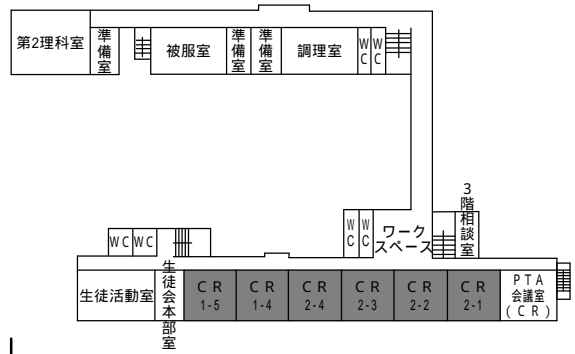 第2理科室
準備室
被服室
準備室
準備室
調理室
WC
WC
3階相談室
WC
WC
ワーク
スペース
WC
WC
生徒活動室
生徒会本部室
CR
1-5
CR
1-4
CR
2-4
CR
2-3
CR
2-2
CR
2-1
PTA
会議室
(CR)